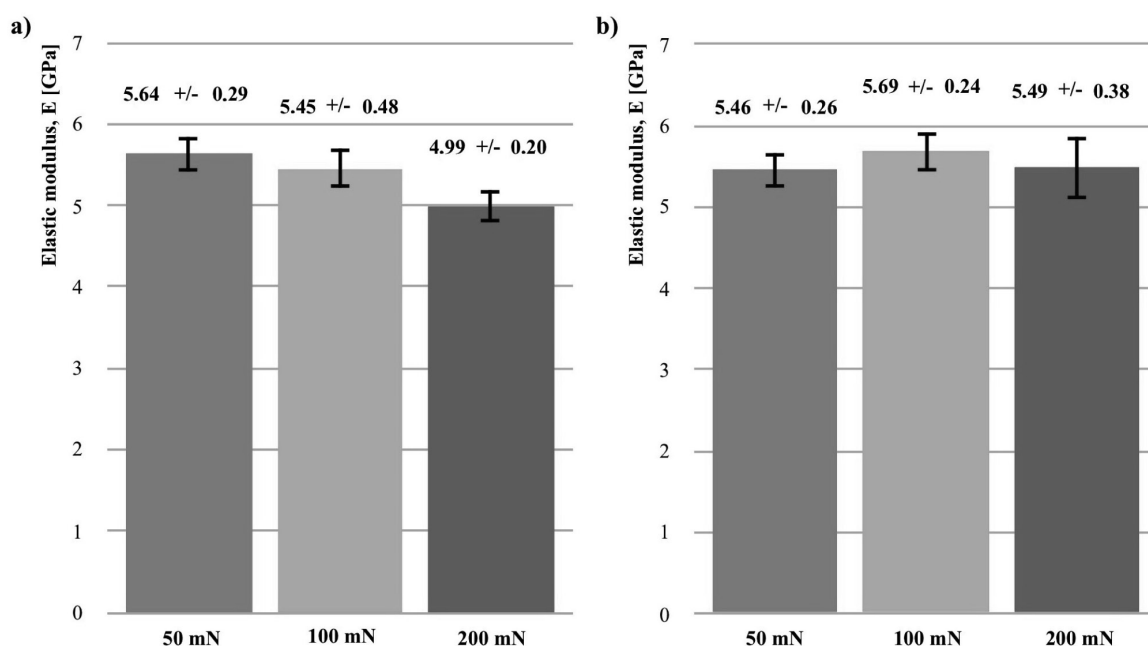 a)
Elastic modulus, E [GPa]
7
6
5
4
3
2
1
0
5.64 +/- 0.29
5.45 +/- 0.48
4.99 +/- 0.20
50 mN
100 mN
200 mN
b)
Elastic modulus, E [GPa]
7
6
5
4
3
2
1
0
5.46 +/- 0.26
5.69 +/- 0.24
5.49 +/- 0.38
50 mN
100 mN
200 mN